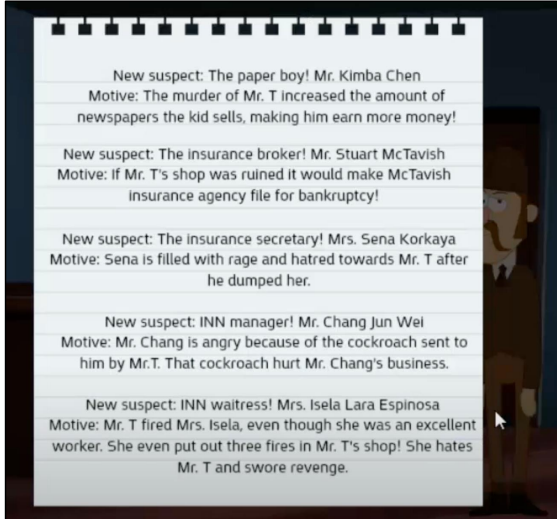 New suspect: The paper boy! Mr. Kimba Chen
Motive: The murder of Mr. T increased the amount of
newspapers the kid sells, making him earn more money!
New suspect: The insurance broker! Mr. Stuart McTavish
Motive: If Mr. T's shop was ruined it would make McTavish
insurance agency file for bankruptcy!
New suspect: The insurance secretary! Mrs. Sena Korkaya
Motive: Sena is filled with rage and hatred towards Mr. T after
he dumped her.
New suspect: INN manager! Mr. Chang Jun Wei
Motive: Mr. Chang is angry because of the cockroach sent to
him by Mr.T. That cockroach hurt Mr. Chang's business.
New suspect: INN waitress! Mrs. Isela Lara Espinosa
Motive: Mr. T fired Mrs. Isela, even though she was an excellent
worker. She even put out three fires in Mr. T's shop! She hates
Mr. T and swore revenge.